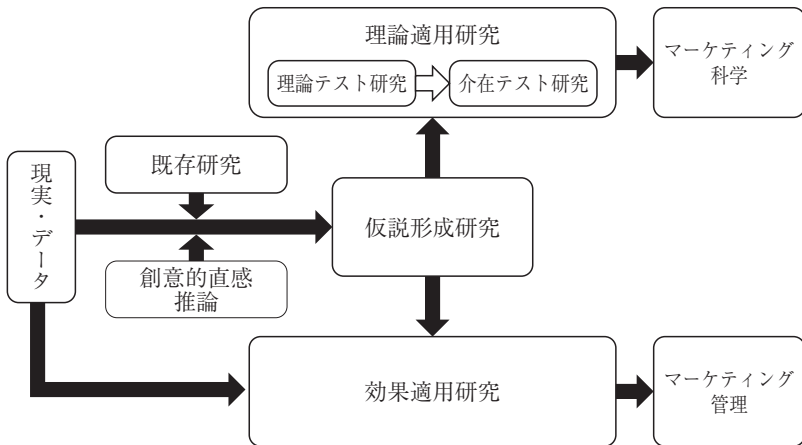 理論適用研究
理論テスト研究
介在テスト研究
マーケティング
科学
現実・データ
既存研究
仮説形成研究
創意的直感
推論
効果適用研究
マーケティング
管理